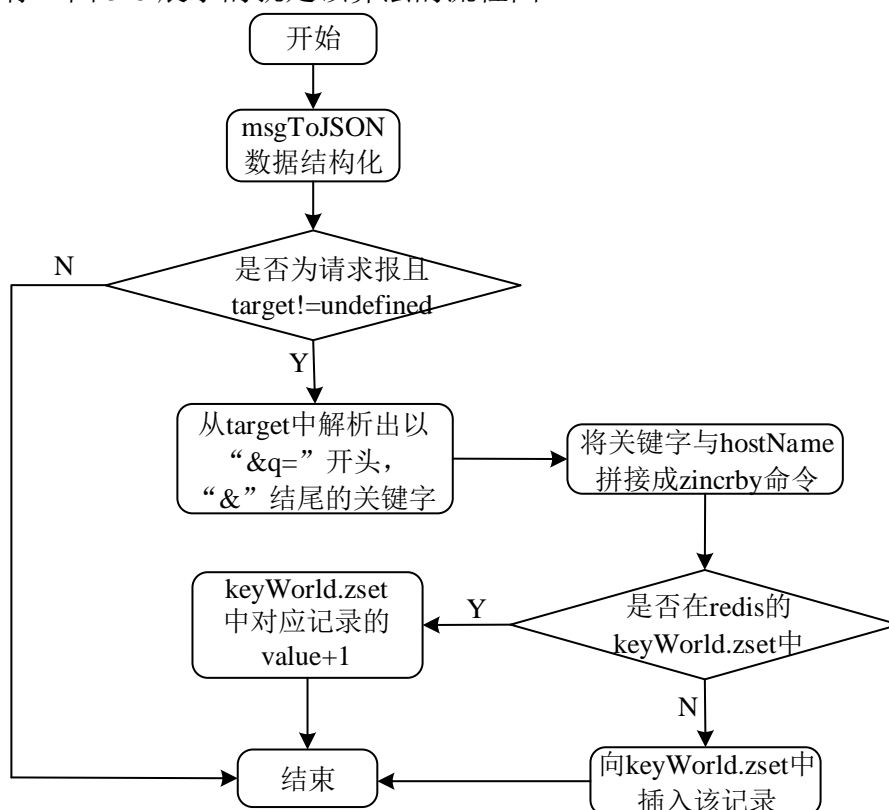 开始
msgToJSON
数据结构化
是否为请求报且
target!=undefined
N
Y
从target中解析出以
“&q=”开头，
“&”结尾的关键字
将关键字与hostName
拼接成zincrby命令
是否在redis的
keyWorld.zset中
Y
keyWorld.zset
中对应记录的
value+1
N
向keyWorld.zset中
插入该记录
结束